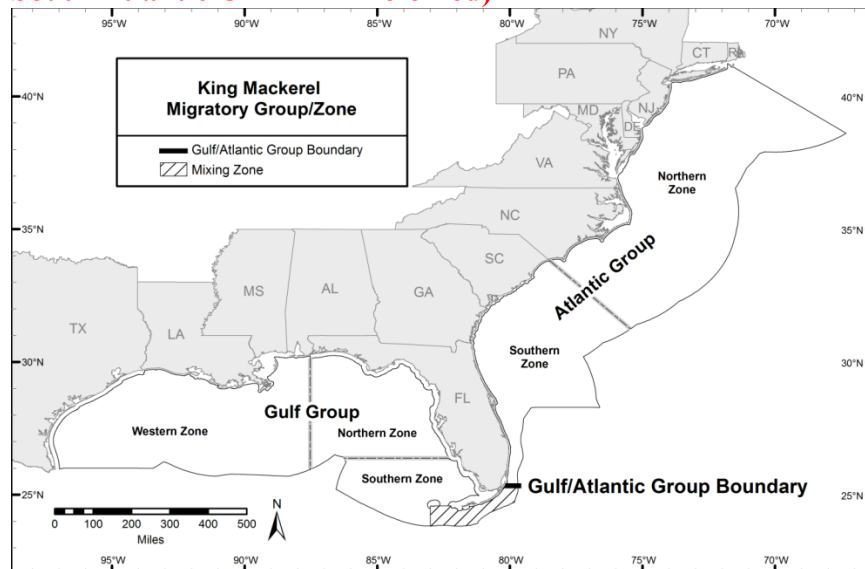 95°W 90°W 85°W 80°W 75°W 70°W
King Mackerel
Migratory Group/Zone
Gulf/Atlantic Group Boundary
Mixing Zone
NY
CT
PA
40°N
40°N
NJ
MD
DE
VA
Northern
Zone
NC
35°N
35°N
SC
Atlantic Group
MS
AL
GA
TX
LA
30°N
30°N
Southern
Zone
FL
Gulf Group
Western Zone
Northern Zone
Southern Zone
Gulf/Atlantic Group Boundary
25°N
25°N
N
0 50 100 200 300 400 500
Miles
95°W 90°W 85°W 80°W 75°W 70°W